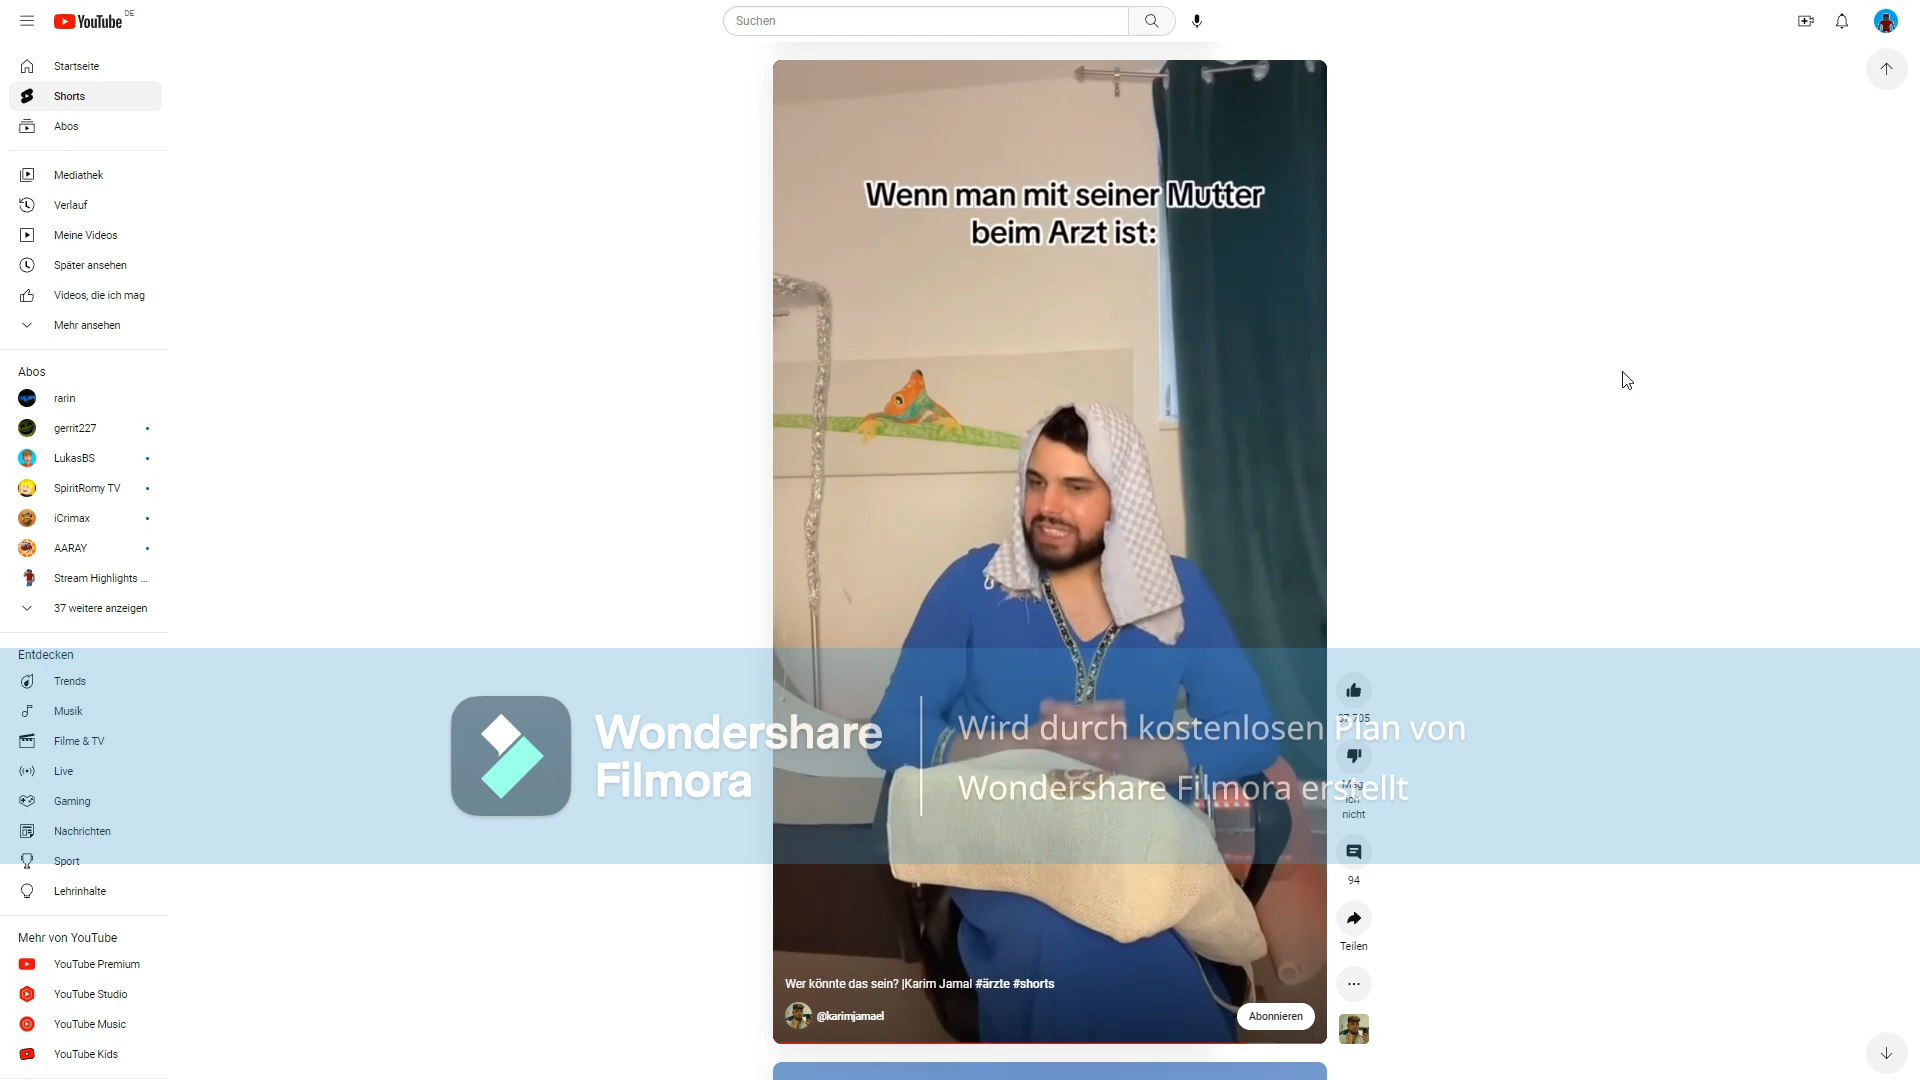 YouTube DE
Suchen
Startseite
Shorts
Abos
Mediathek
Verlauf
Meine Videos
Später ansehen
Videos, die ich mag
Mehr ansehen
Abos
rarin
gerrit227
LukasBS
SpiritRomy TV
iCrimax
AARAY
Stream Highlights ...
37 weitere anzeigen
Entdecken
Trends
Musik
Filme & TV
Live
Gaming
Nachrichten
Sport
Lehrinhalte
Mehr von YouTube
YouTube Premium
YouTube Studio
YouTube Music
YouTube Kids
Wenn man mit seiner Mutter
beim Arzt ist:
Wondershare
Filmora
Wird durch kostenlosen Plan von
Wondershare Filmora erstellt
Wer könnte das sein? |Karim Jamal #ärzte #shorts
@karimjamael
Abonnieren
37.705
Mag
ich
nicht
94
Teilen